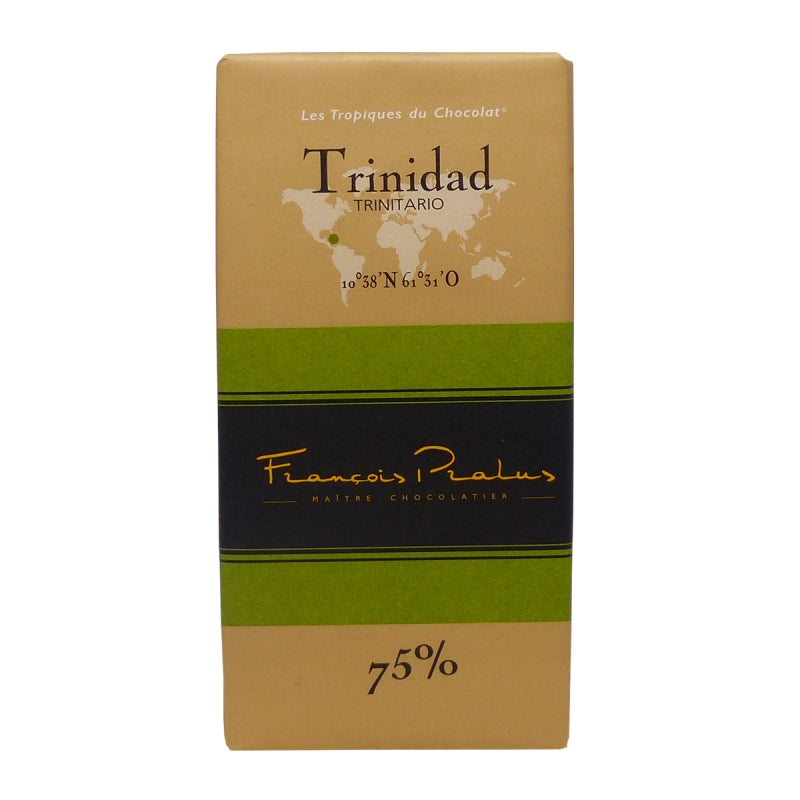 Les Tropiques du Chocolat®
Trinidad
TRINITARIO
10°38'N 61°31'O
François Pralus
MAÎTRE CHOCOLATIER
75%